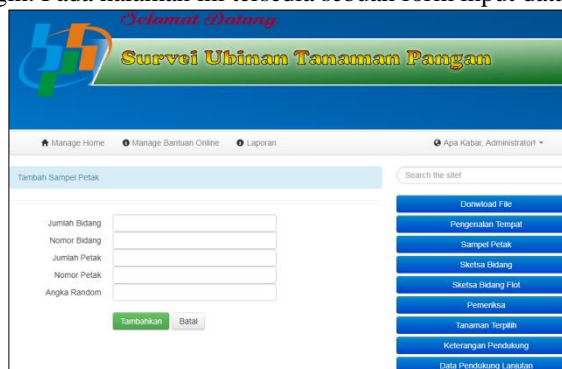 gin. Pada halaman ini tersedia sebuah form input dat
Selamat Datang
Survei Ubinan Tanaman Pangan
Manage Home Manage Bantuan Online Laporan Apa Kabar, Administrator!
Tambah Sampel Petak
Search the site!
Jumlah Bidang
Nomor Bidang
Jumlah Petak
Nomor Petak
Angka Random
Tambahkan Batal
Donwload File
Pengenalan Tempat
Sampel Petak
Sketsa Bidang
Sketsa Bidang Flot
Pemeriksa
Tanaman Terpilih
Keterangan Pendukung
Data Pendukung Lanjutan